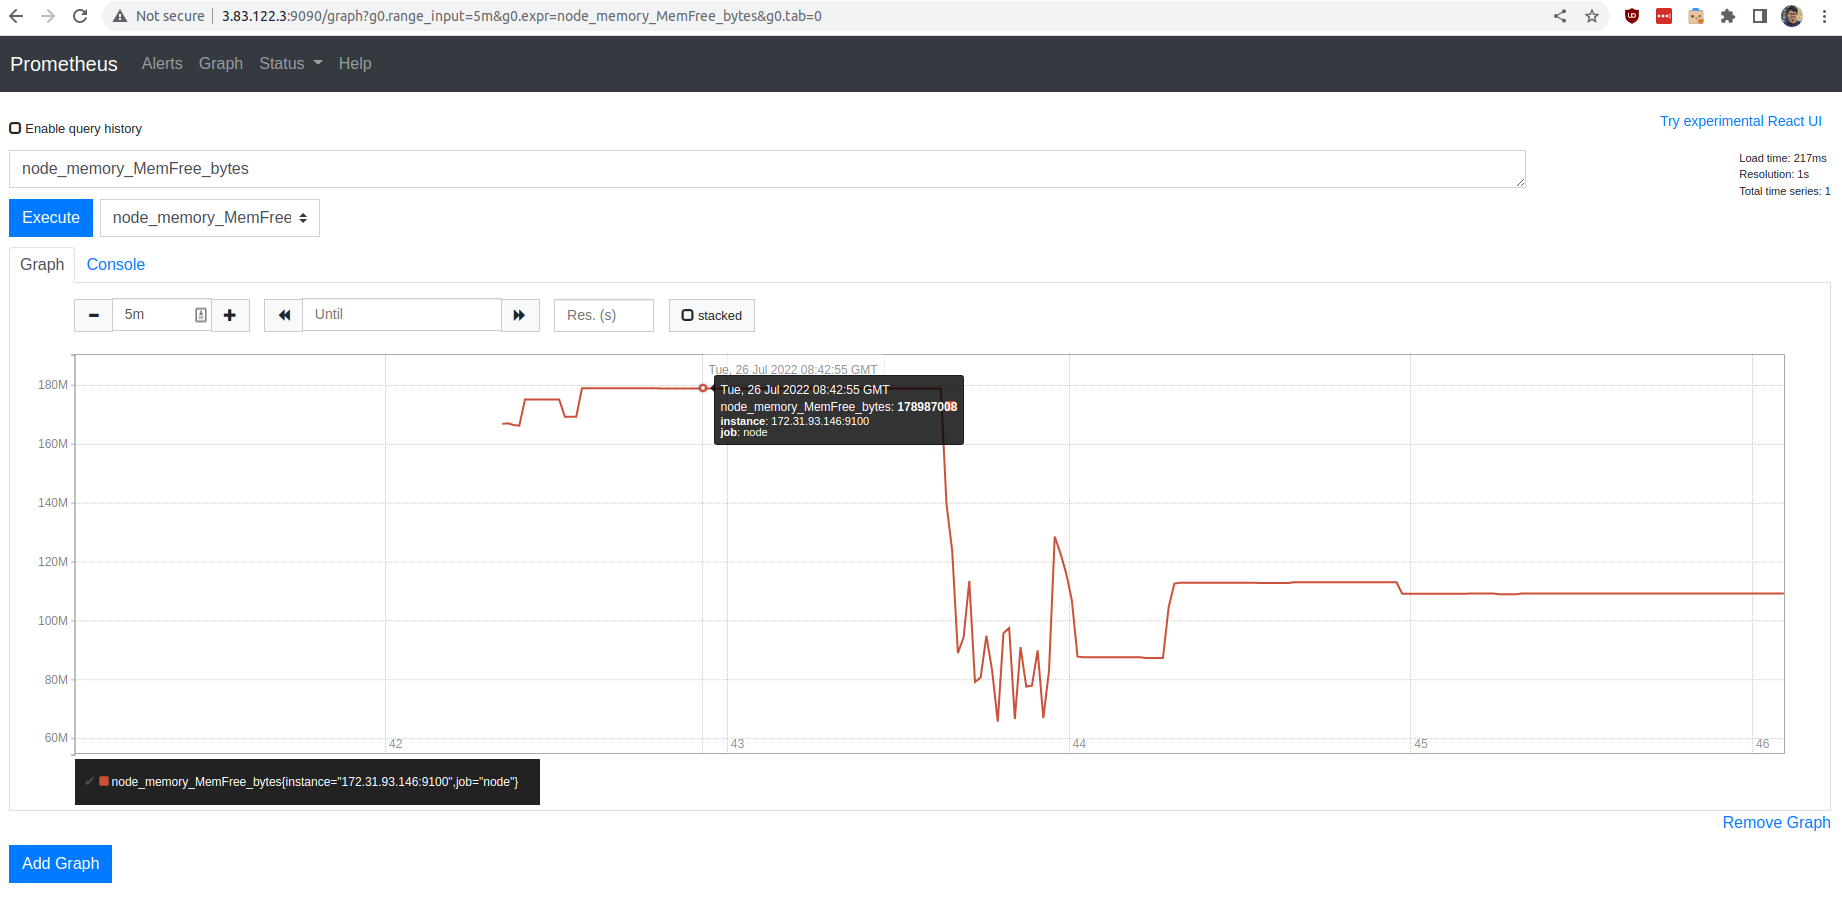 Not secure | 3.83.122.3:9090/graph?g0.range_input=5m&g0.expr=node_memory_MemFree_bytes&g0.tab=0
Prometheus Alerts Graph Status Help
Enable query history
Try experimental React UI
node_memory_MemFree_bytes
Load time: 217ms
Resolution: 1s
Total time series: 1
Execute node_memory_MemFree
Graph Console
5m Until Res. (s) stacked
Tue, 26 Jul 2022 08:42:55 GMT
Tue, 26 Jul 2022 08:42:55 GMT
node_memory_MemFree_bytes: 178987008
instance: 172.31.93.146:9100
job: node
180M
160M
140M
120M
100M
80M
60M
42 43 44 45 46
✔ node_memory_MemFree_bytes{instance="172.31.93.146:9100",job="node"}
Remove Graph
Add Graph